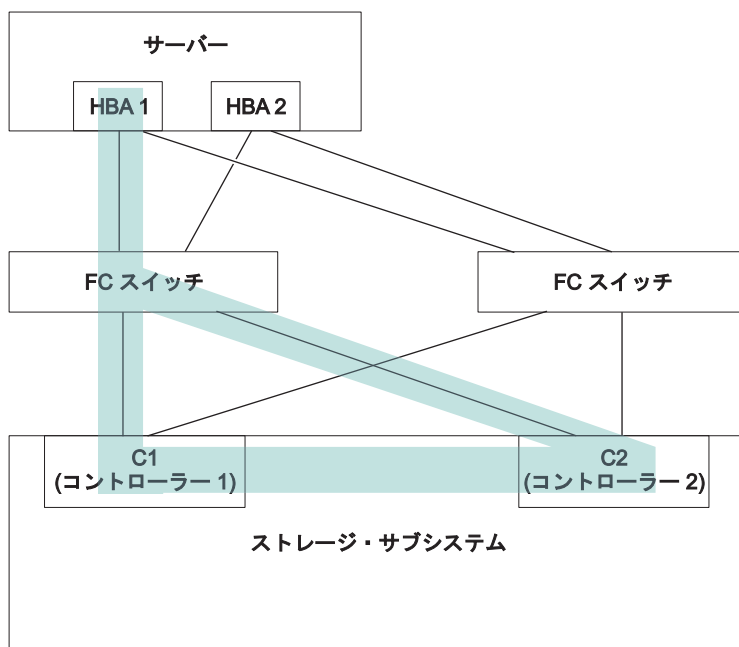 サーバー
HBA 1
HBA 2
FC スイッチ
FC スイッチ
C1
(コントローラー 1)
C2
(コントローラー 2)
ストレージ・サブシステム